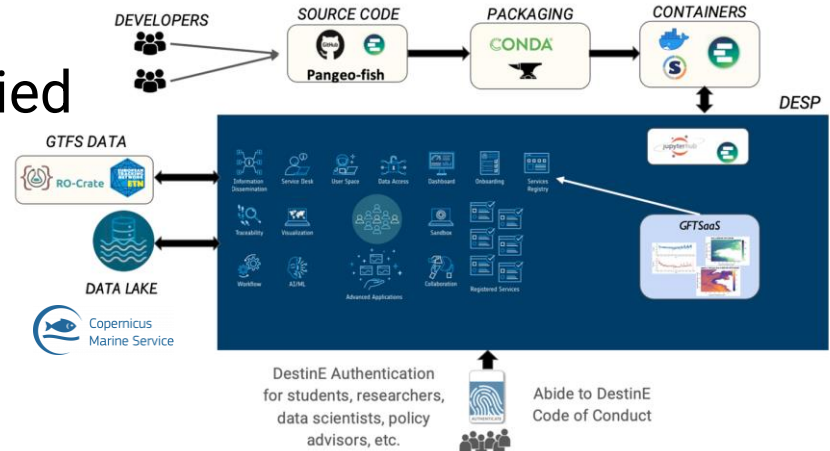 DEVELOPERS
SOURCE CODE
PACKAGING
CONTAINERS
GitHub
Pangeo-fish
CONDA
S
ied
DESP
GTFS DATA
RO-Crate
ETN
jupyterhub
Information
Dissemination
Service Desk
User Space
Data Access
Dashboard
Onboarding
Services
Registry
Traceability
Visualization
Sandbox
GFTSaaS
Workflow
AI/ML
Advanced Applications
Collaboration
Registered Services
DATA LAKE
Copernicus
Marine Service
DestinE Authentication
for students, researchers,
data scientists, policy
advisors, etc.
AUTHENTICATE
Abide to DestinE
Code of Conduct